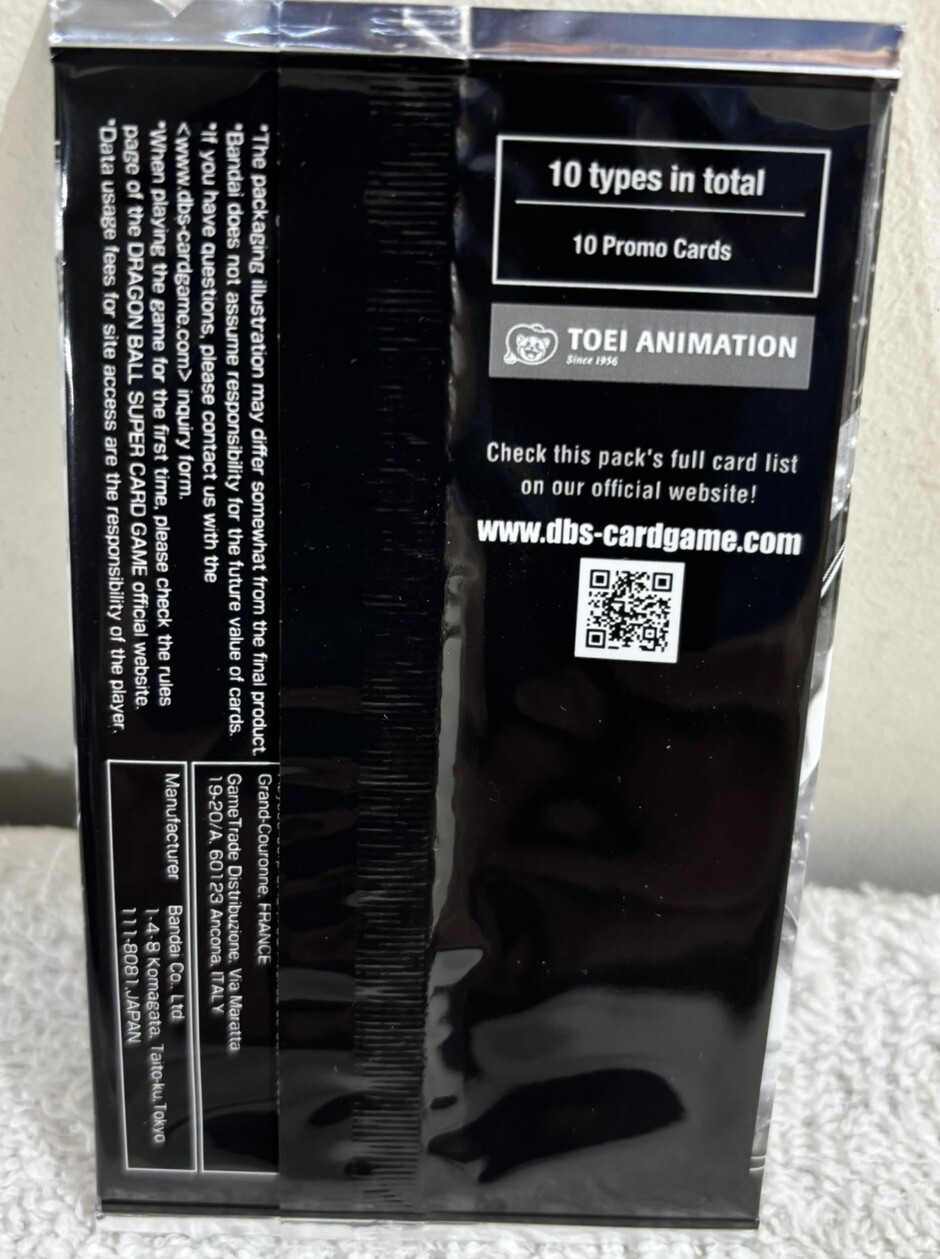 10 types in total
10 Promo Cards
TOEI ANIMATION
Since 1956
Check this pack's full card list
on our official website!
www.dbs-cardgame.com
*The packaging illustration may differ somewhat from the final product.
*Bandai does not assume responsibility for the future value of cards.
*If you have questions, please contact us with the
<www.dbs-cardgame.com> inquiry form.
*When playing the game for the first time, please check the rules
page of the DRAGON BALL SUPER CARD GAME official website.
*Data usage fees for site access are the responsibility of the player.
Grand-Couronne, FRANCE
GameTrade Distribuzione, Via Maratta
19-20/A 60123 Ancona, ITALY
Manufacturer Bandai Co., Ltd.
1-4-8 Komagata, Taito-ku, Tokyo
111-8081, JAPAN